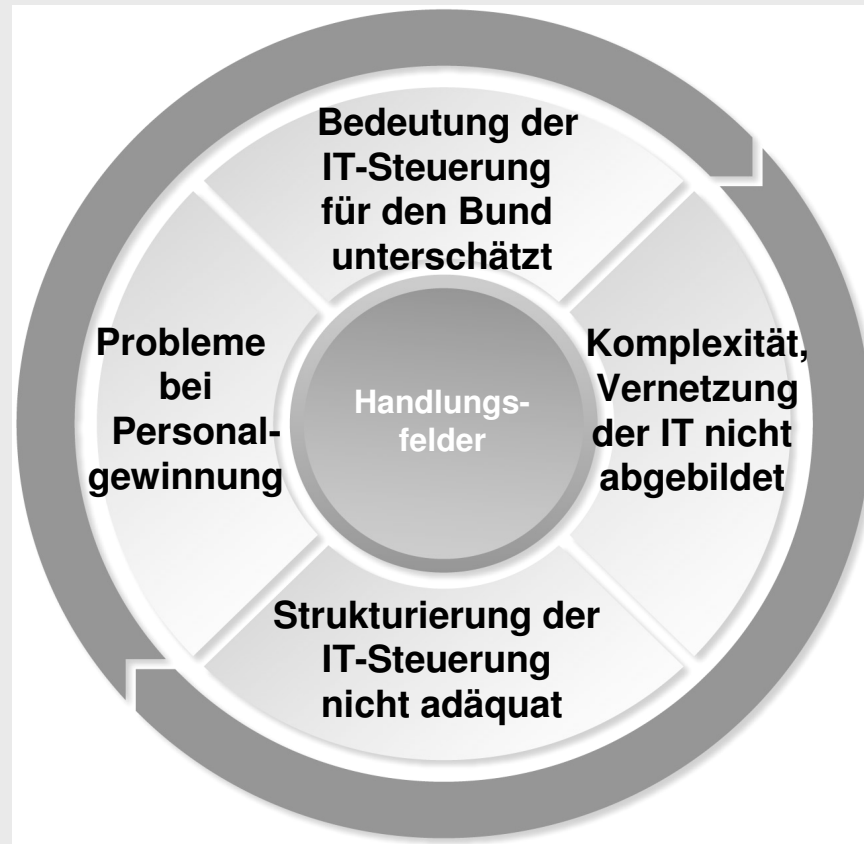 Bedeutung der
IT-Steuerung
für den Bund
unterschätzt
Probleme
bei
Personal-
gewinnung
Handlungs-
felder
Komplexität,
Vernetzung
der IT nicht
abgebildet
Strukturierung der
IT-Steuerung
nicht adäquat